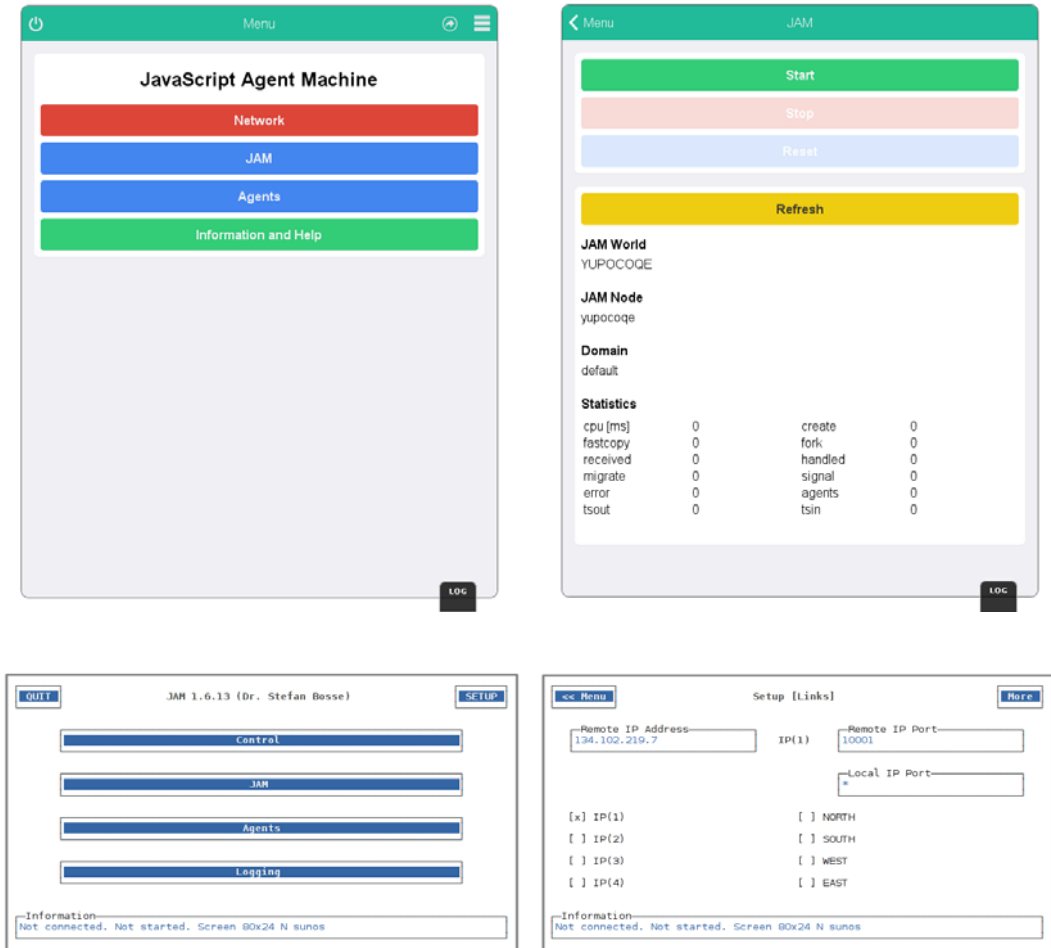 Menu
JavaScript Agent Machine
Network
JAM
Agents
Information and Help
LOG
Menu JAM
Start
Stop
Reset
Refresh
JAM World
YUPOCOQE
JAM Node
yupocoqe
Domain
default
Statistics
cpu [ms] 0 create 0
fastcopy 0 fork 0
received 0 handled 0
migrate 0 signal 0
error 0 agents 0
tsout 0 tsin 0
LOG
QUIT JAM 1.6.13 (Dr. Stefan Bosse) SETUP
Control
JAM
Agents
Logging
Information
Not connected. Not started. Screen 80x24 N sunos
<< Menu Setup [Links] More
Remote IP Address Remote IP Port
134.102.219.7 IP(1) 10001
Local IP Port
*
[x] IP(1) [ ] NORTH
[ ] IP(2) [ ] SOUTH
[ ] IP(3) [ ] WEST
[ ] IP(4) [ ] EAST
Information
Not connected. Not started. Screen 80x24 N sunos